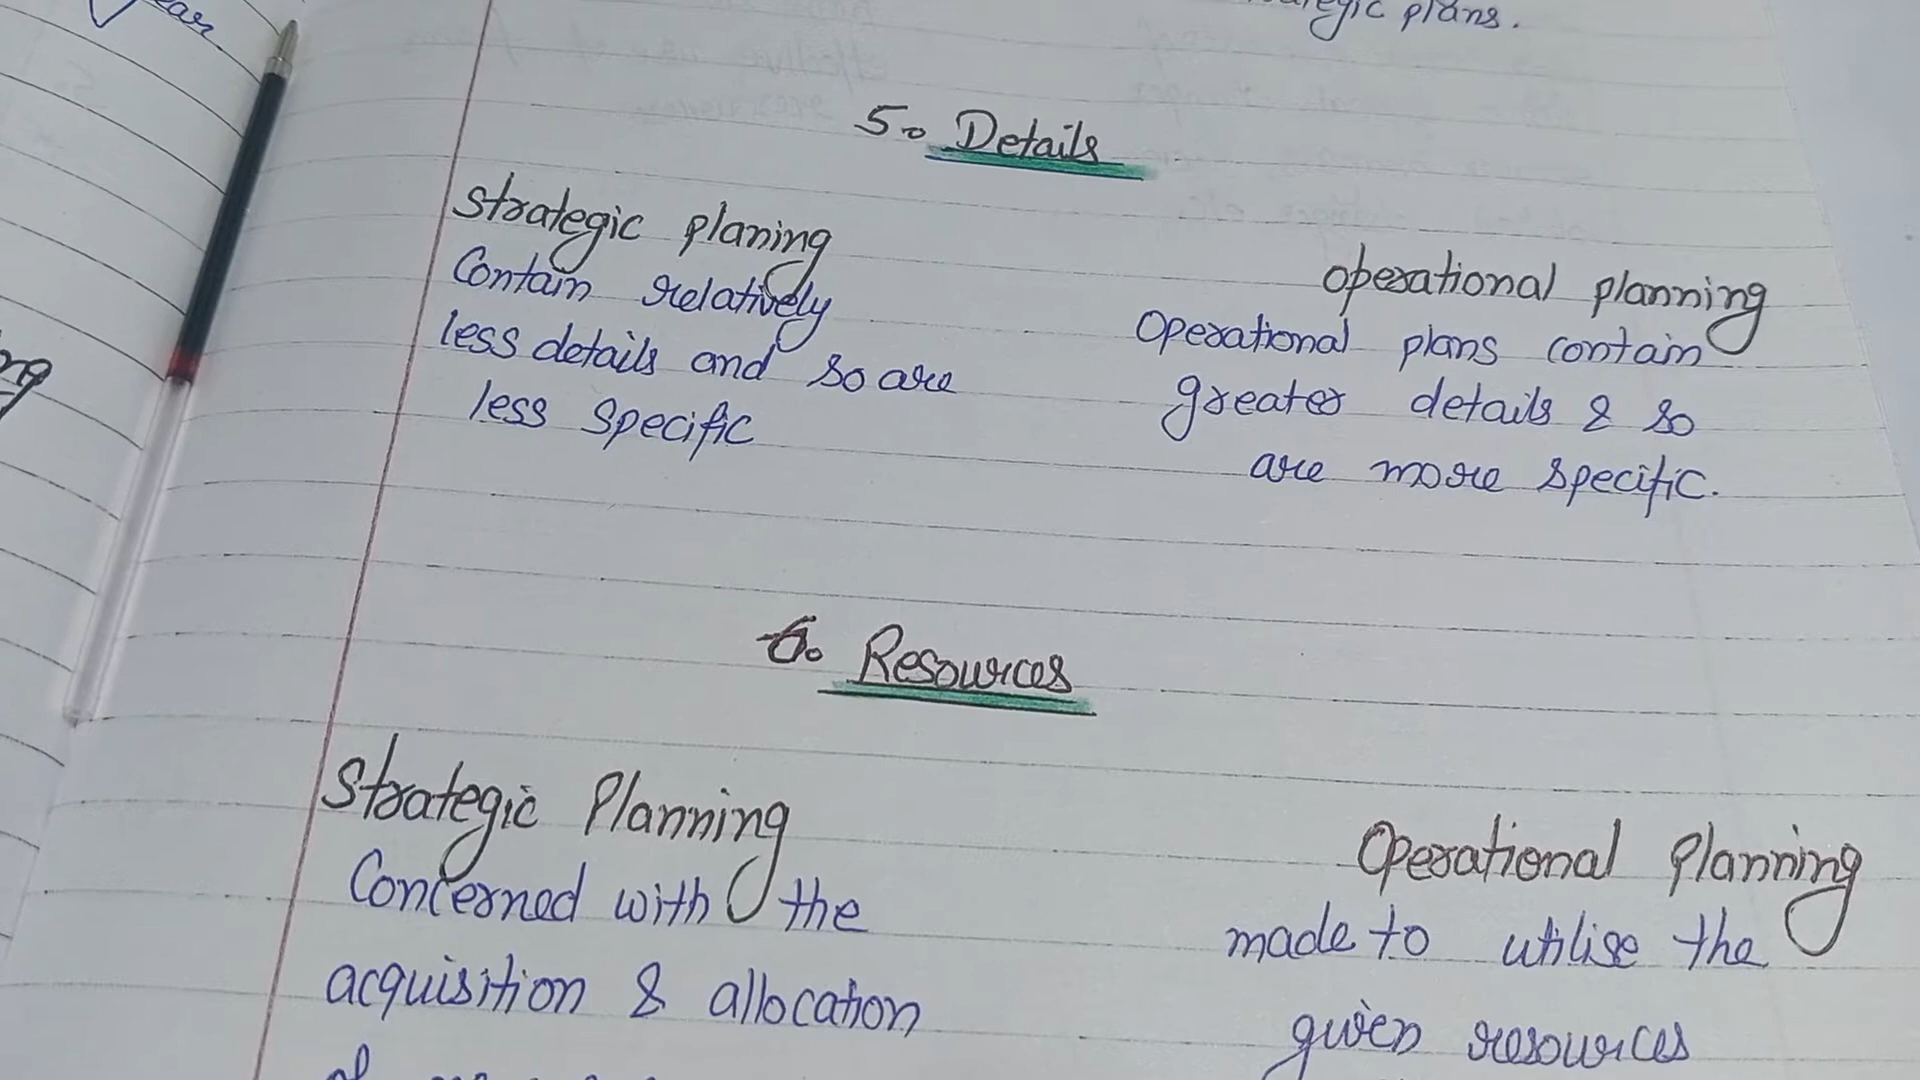 plans.
5. Details
Strategic planing
Contain relatively
less details and so are
less specific
operational planning
Operational plans contain
greater details & so
are more specific.
6. Resources
Strategic Planning
Concerned with the
acquisition & allocation
of
Operational Planning
made to utilise the
given resources